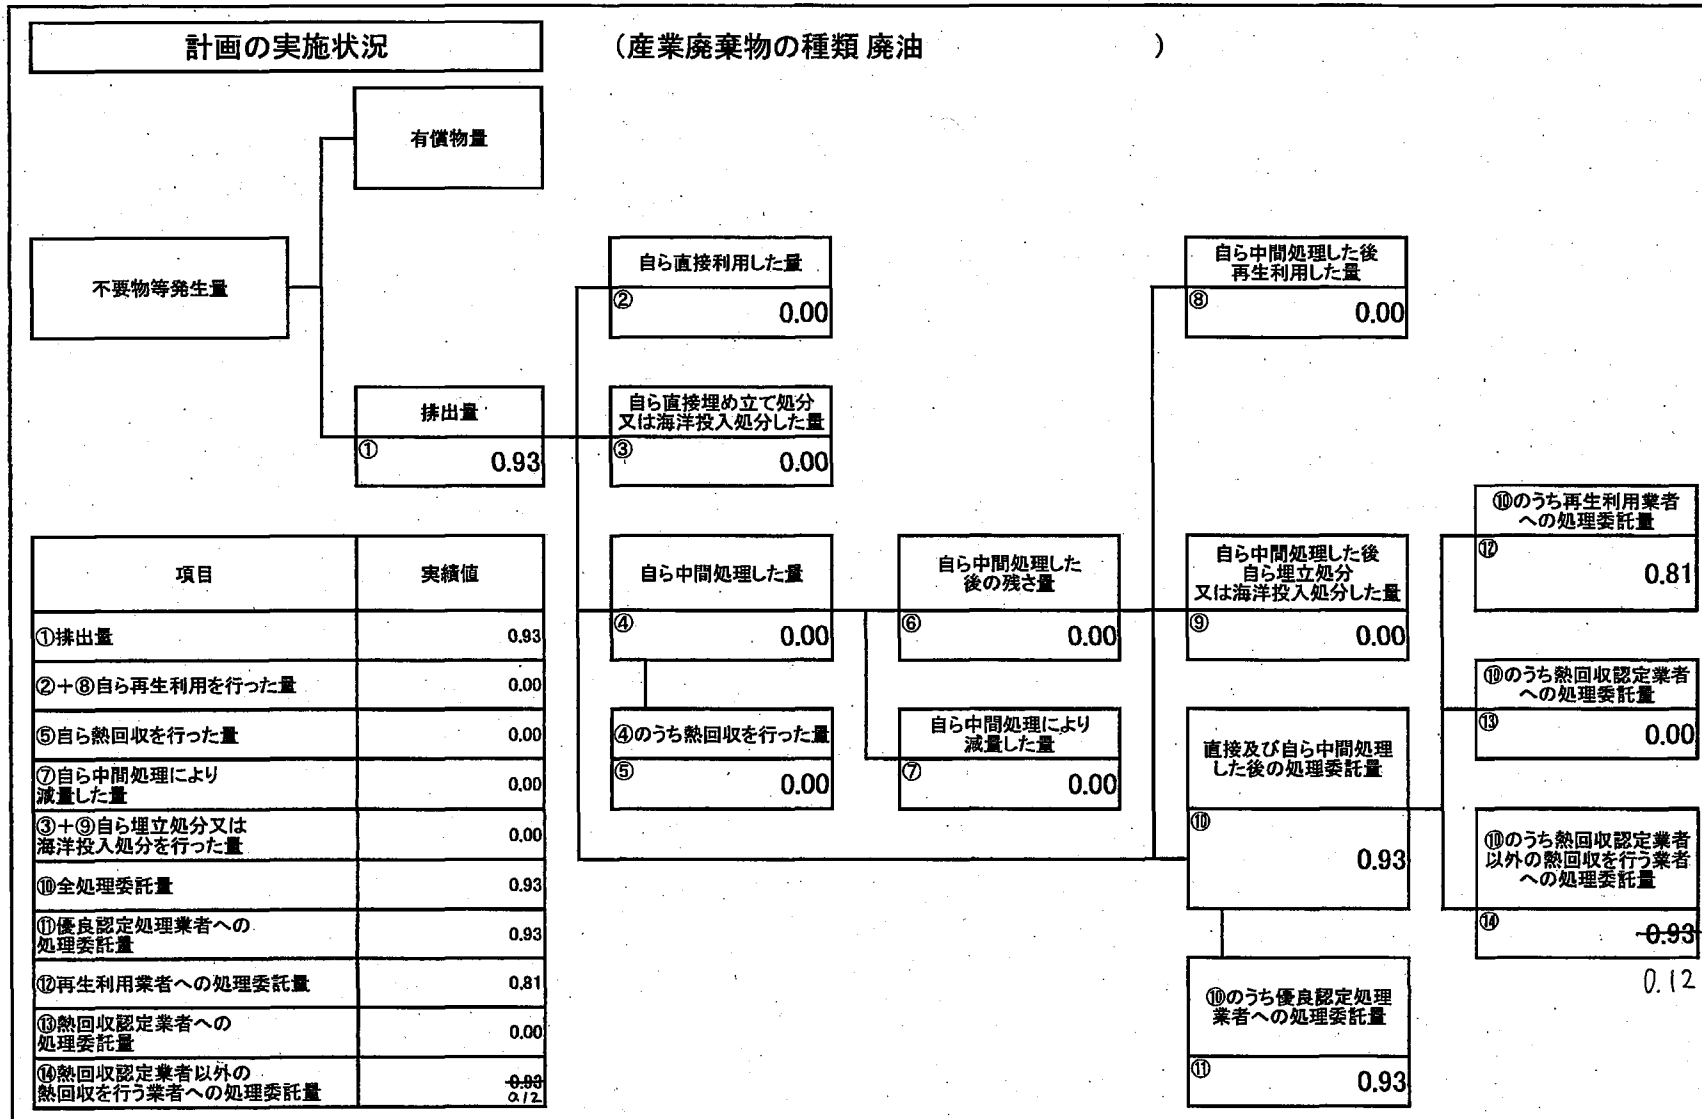 計画の実施状況
(産業廃棄物の種類 廃油 )
有償物量
不要物等発生量
排出量
① 0.93
自ら直接利用した量
② 0.00
自ら直接埋め立て処分
又は海洋投入処分した量
③ 0.00
自ら中間処理した量
④ 0.00
④のうち熱回収を行った量
⑤ 0.00
自ら中間処理した
後の残さ量
⑥ 0.00
自ら中間処理により
減量した量
⑦ 0.00
自ら中間処理した後
再生利用した量
⑧ 0.00
自ら中間処理した後
自ら埋立処分
又は海洋投入処分した量
⑨ 0.00
直接及び自ら中間処理
した後の処理委託量
⑩ 0.93
⑩のうち優良認定処理
業者への処理委託量
⑪ 0.93
⑩のうち再生利用業者
への処理委託量
⑫ 0.81
⑩のうち熱回収認定業者
への処理委託量
⑬ 0.00
⑩のうち熱回収認定業者
以外の熱回収を行う業者
への処理委託量
⑭ 0.93
0.12
項目 実績値
①排出量 0.93
②+⑧自ら再生利用を行った量 0.00
⑤自ら熱回収を行った量 0.00
⑦自ら中間処理により
減量した量 0.00
③+⑨自ら埋立処分又は
海洋投入処分を行った量 0.00
⑩全処理委託量 0.93
⑪優良認定処理業者への
処理委託量 0.93
⑫再生利用業者への処理委託量 0.81
⑬熱回収認定業者への
処理委託量 0.00
⑭熱回収認定業者以外の
熱回収を行う業者への処理委託量 0.93
0.12